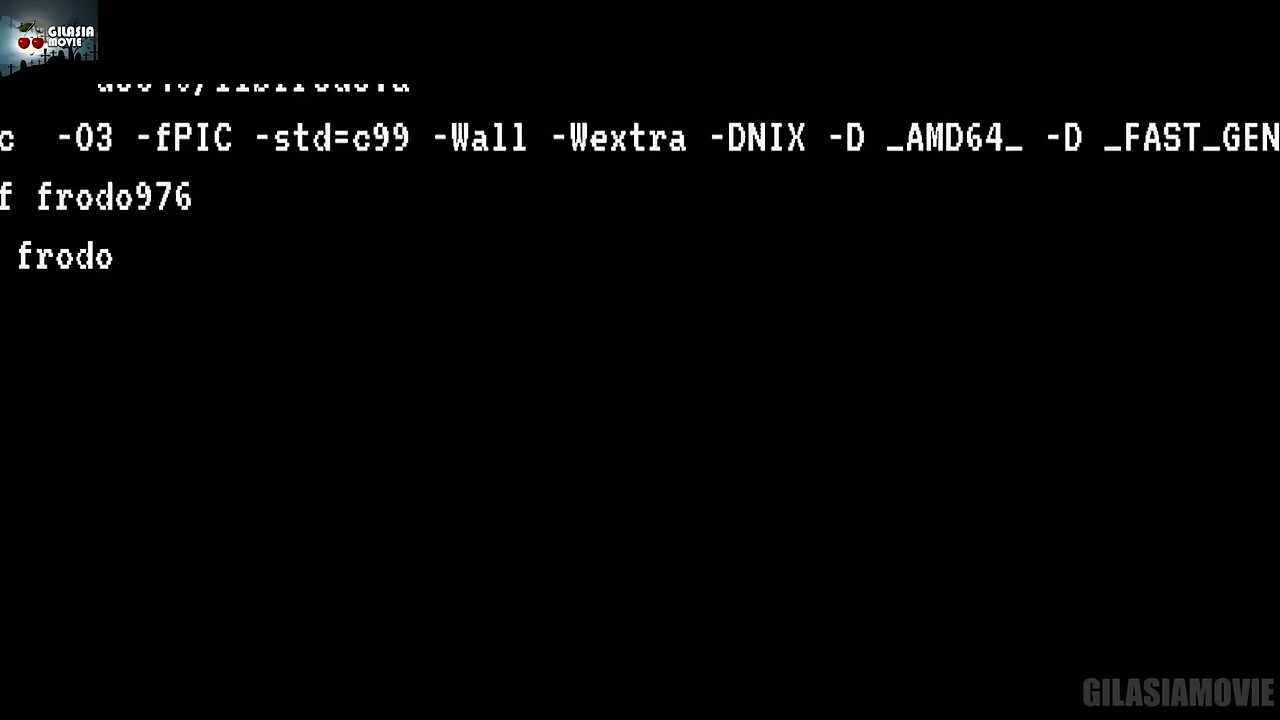 GILASIA
MOVIE
c  -O3 -fPIC -std=c99 -Wall -Wextra -DNIX -D _AMD64_ -D _FAST_GEN
f frodo976
frodo
GILASIAMOVIE